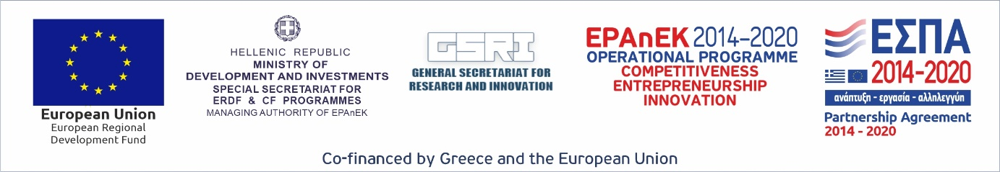 European Union
European Regional
Development Fund
HELLENIC REPUBLIC
MINISTRY OF
DEVELOPMENT AND INVESTMENTS
SPECIAL SECRETARIAT FOR
ERDF & CF PROGRAMMES
MANAGING AUTHORITY OF EPAnEK
GSRI
GENERAL SECRETARIAT FOR
RESEARCH AND INNOVATION
EPAnEK 2014–2020
OPERATIONAL PROGRAMME
COMPETITIVENESS
ENTREPRENEURSHIP
INNOVATION
ΕΣΠΑ
2014-2020
ανάπτυξη - εργασία - αλληλεγγύη
Partnership Agreement
2014 - 2020
Co-financed by Greece and the European Union